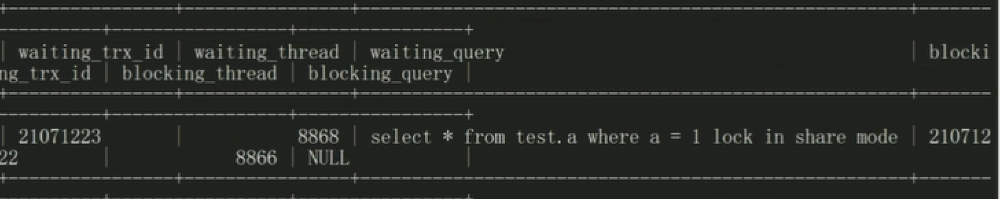 +-----------------+-----------------+------------------------------------------------------+-------
----------+-----------------+-----------------+
| waiting_trx_id | waiting_thread | waiting_query | blocki
ng_trx_id | blocking_thread | blocking_query |
+-----------------+-----------------+------------------------------------------------------+-------
----------+-----------------+-----------------+
| 21071223 | 8868 | select * from test.a where a = 1 lock in share mode | 210712
22 | 8866 | NULL |
+-----------------+-----------------+------------------------------------------------------+-------
----------+-----------------+-----------------+